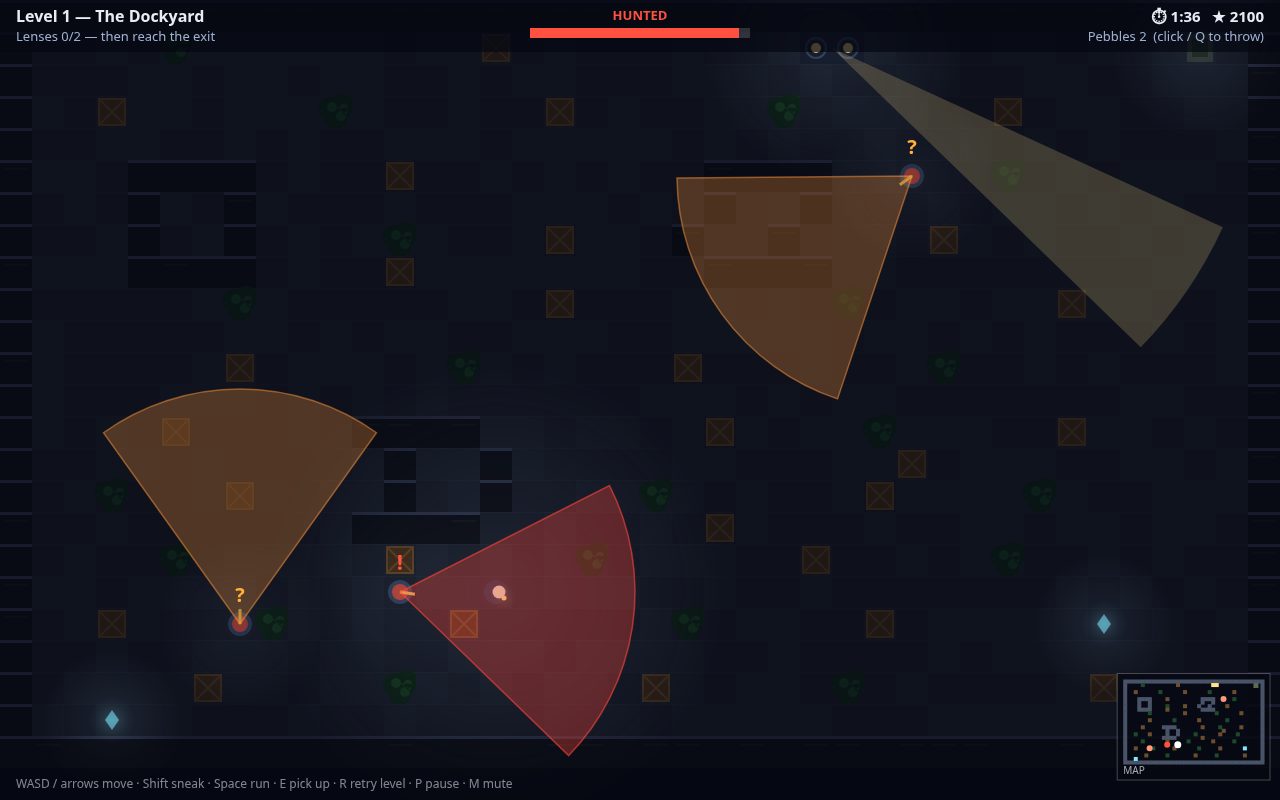 Level 1 — The Dockyard
Lenses 0/2 — then reach the exit
HUNTED
⏱ 1:36 ★ 2100
Pebbles 2 (click / Q to throw)
?
!
?
MAP
WASD / arrows move · Shift sneak · Space run · E pick up · R retry level · P pause · M mute